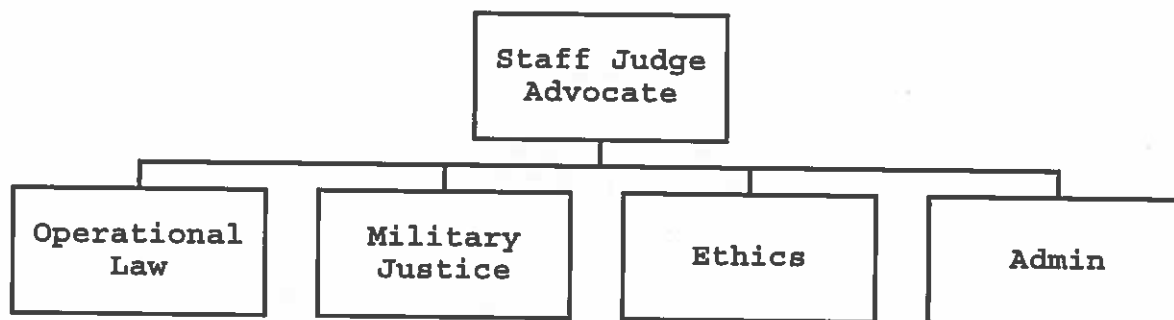 Staff Judge
Advocate
Operational
Law
Military
Justice
Ethics
Admin